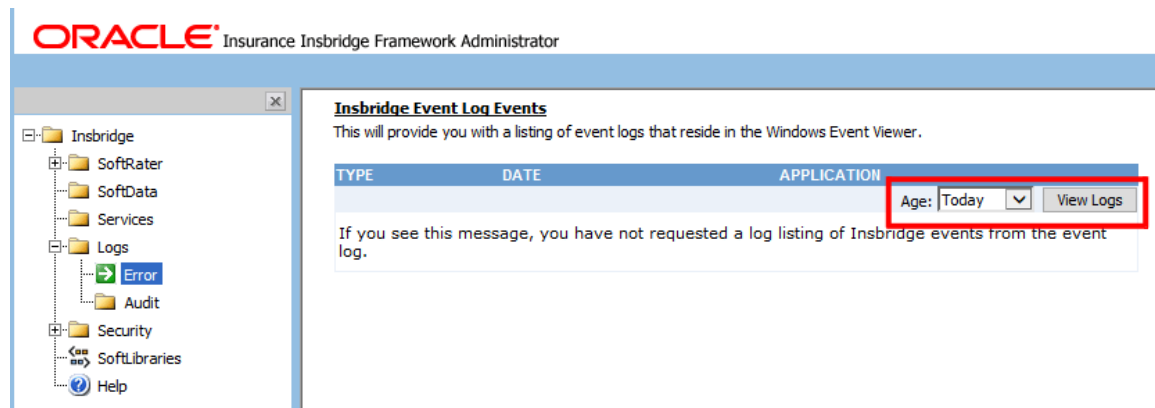 ORACLE® Insurance Insbridge Framework Administrator
Insbridge
SoftRater
SoftData
Services
Logs
Error
Audit
Security
SoftLibraries
Help
Insbridge Event Log Events
This will provide you with a listing of event logs that reside in the Windows Event Viewer.
TYPE DATE APPLICATION
Age: Today View Logs
If you see this message, you have not requested a log listing of Insbridge events from the event
log.